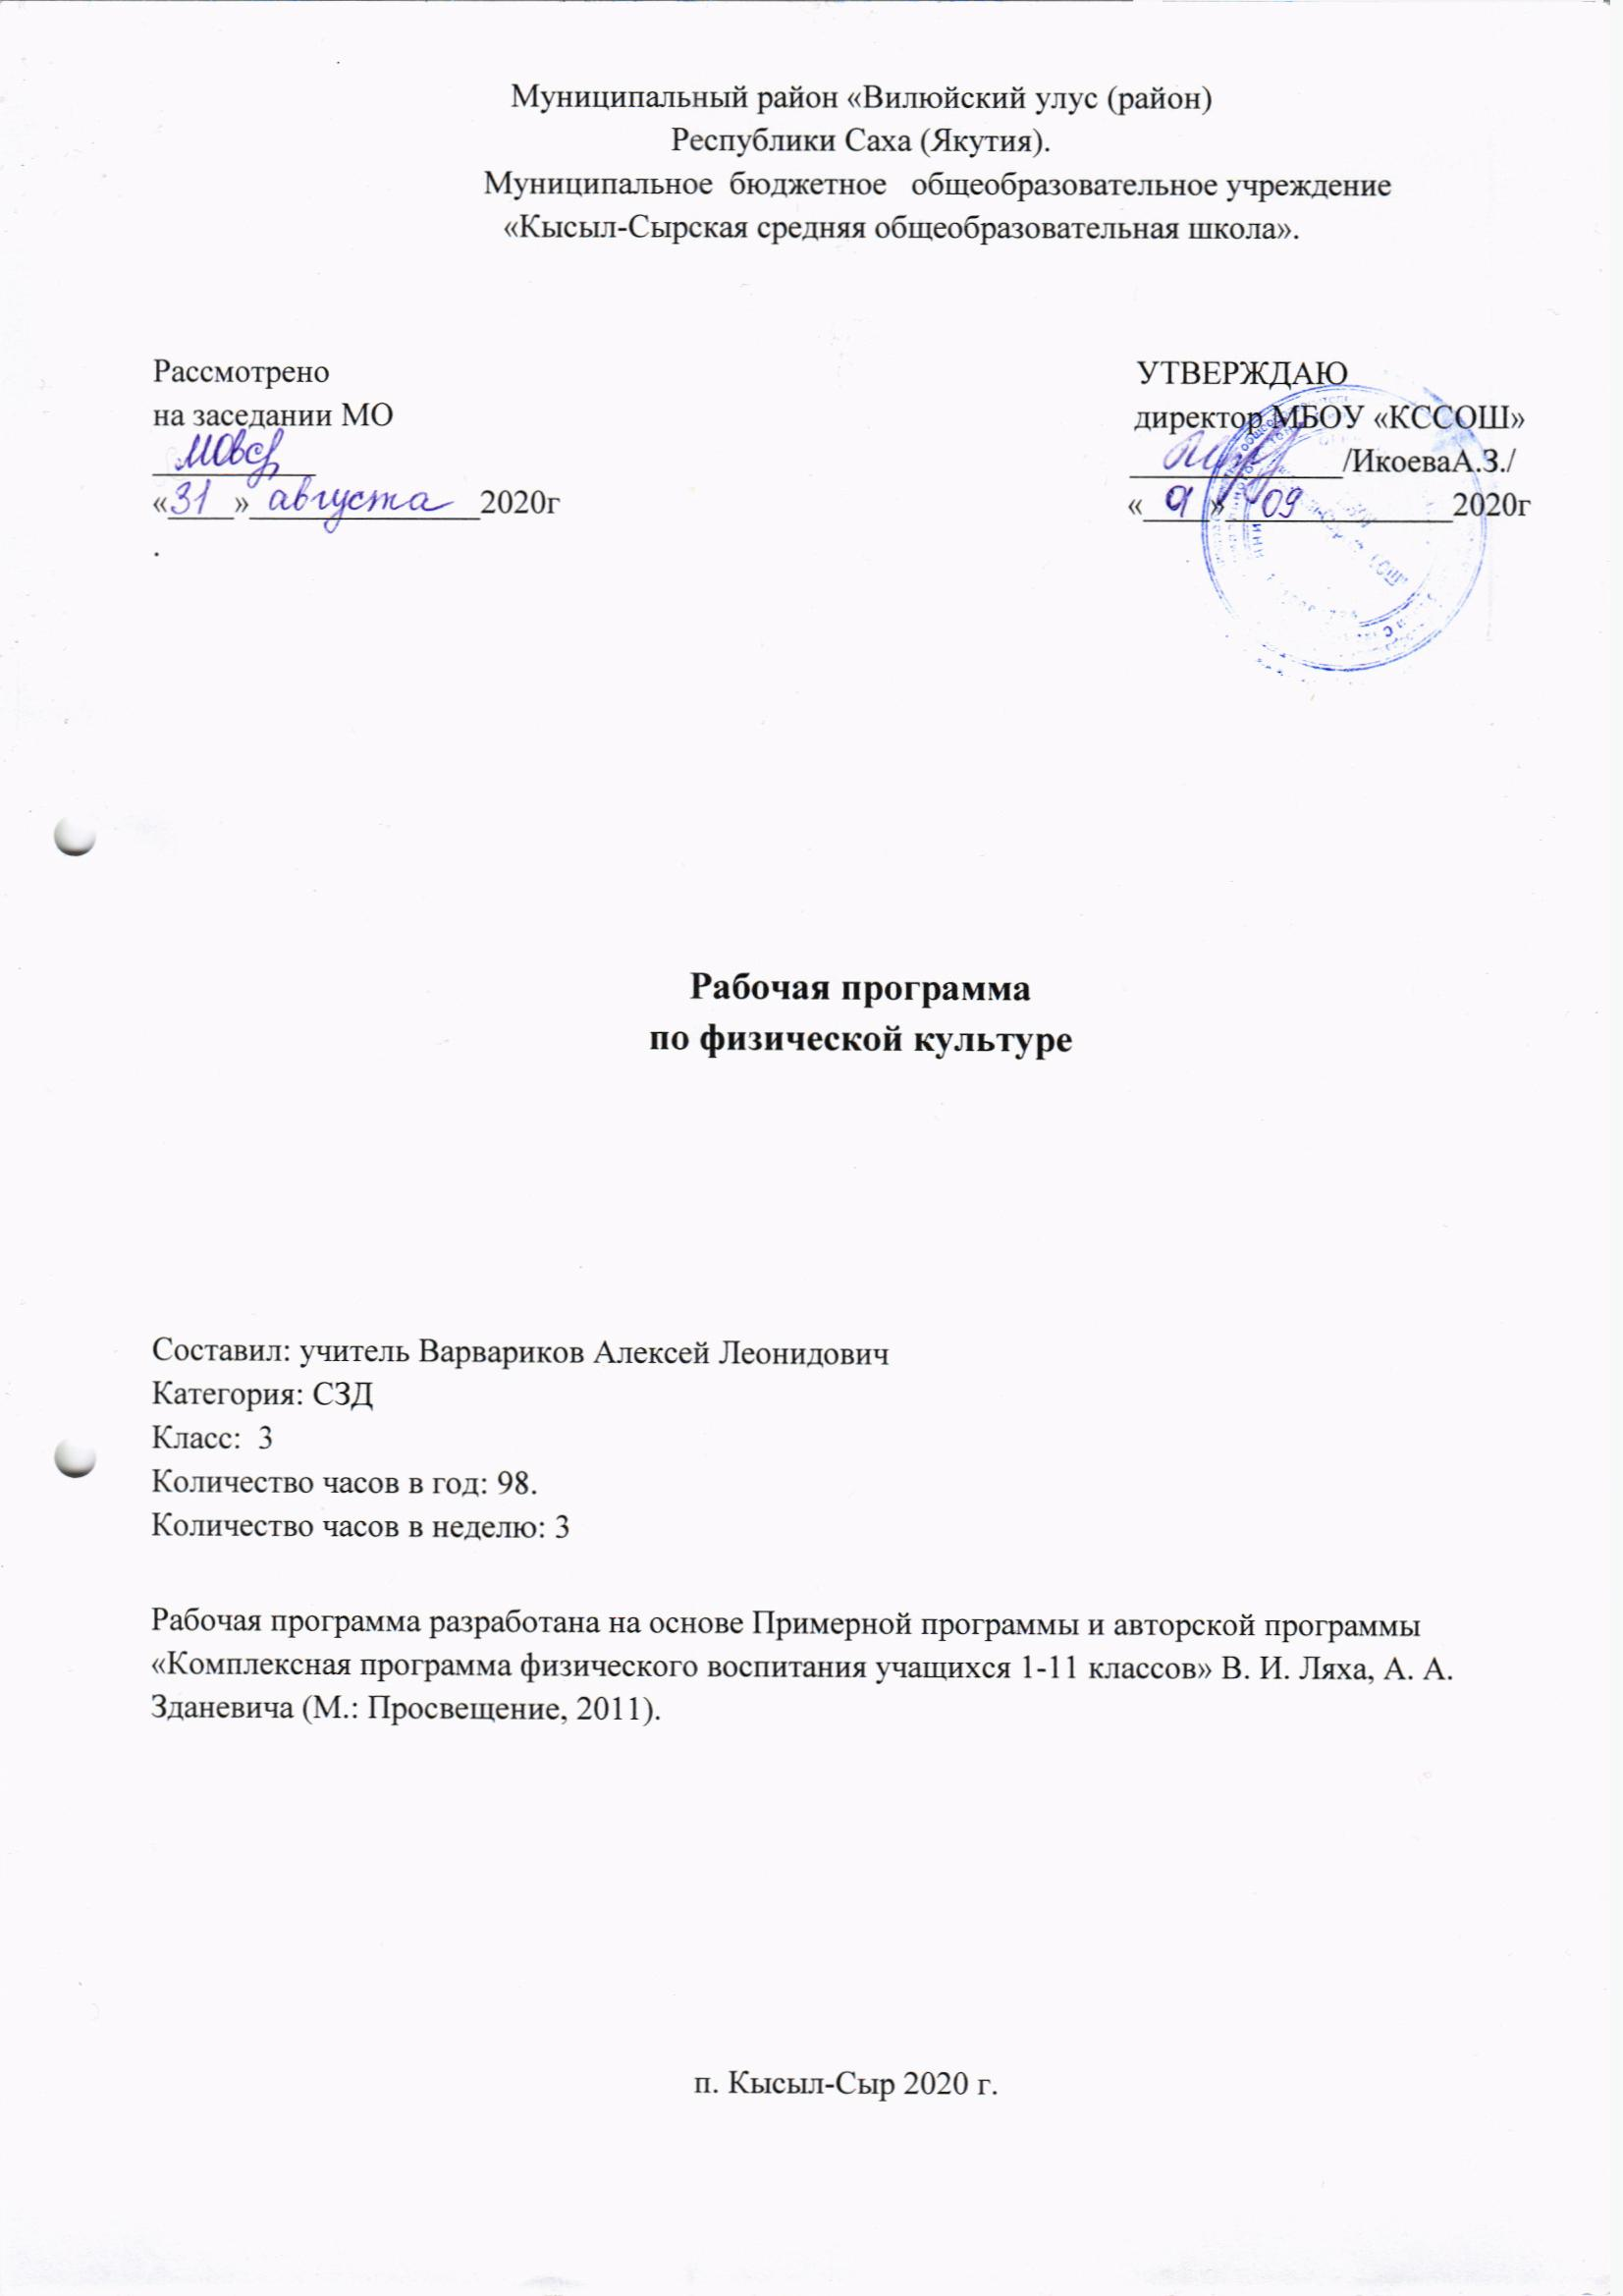 Муниципальный район «Вилюйский улус (район)
Республики Саха (Якутия).
Муниципальное бюджетное общеобразовательное учреждение
«Кысыл-Сырская средняя общеобразовательная школа».
Рассмотрено
на заседании МО
«31» августа 2020г
.
УТВЕРЖДАЮ
директор МБОУ «КССОШ»
/ИкоеваА.З./
« » 09 2020г
Рабочая программа
по физической культуре
Составил: учитель Варвариков Алексей Леонидович
Категория: СЗД
Класс: 3
Количество часов в год: 98.
Количество часов в неделю: 3
Рабочая программа разработана на основе Примерной программы и авторской программы
«Комплексная программа физического воспитания учащихся 1-11 классов» В. И. Ляха, А. А.
Зданевича (М.: Просвещение, 2011).
п. Кысыл-Сыр 2020 г.